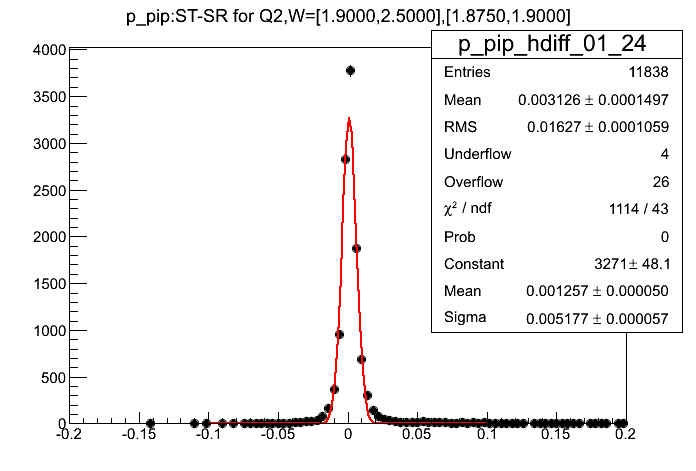 p_pip:ST-SR for Q2,W=[1.9000,2.5000],[1.8750,1.9000]
p_pip_hdiff_01_24
Entries 11838
Mean 0.003126 ± 0.0001497
RMS 0.01627 ± 0.0001059
Underflow 4
Overflow 26
χ² / ndf 1114 / 43
Prob 0
Constant 3271 ± 48.1
Mean 0.001257 ± 0.000050
Sigma 0.005177 ± 0.000057
4000
3500
3000
2500
2000
1500
1000
500
0
-0.2 -0.15 -0.1 -0.05 0 0.05 0.1 0.15 0.2